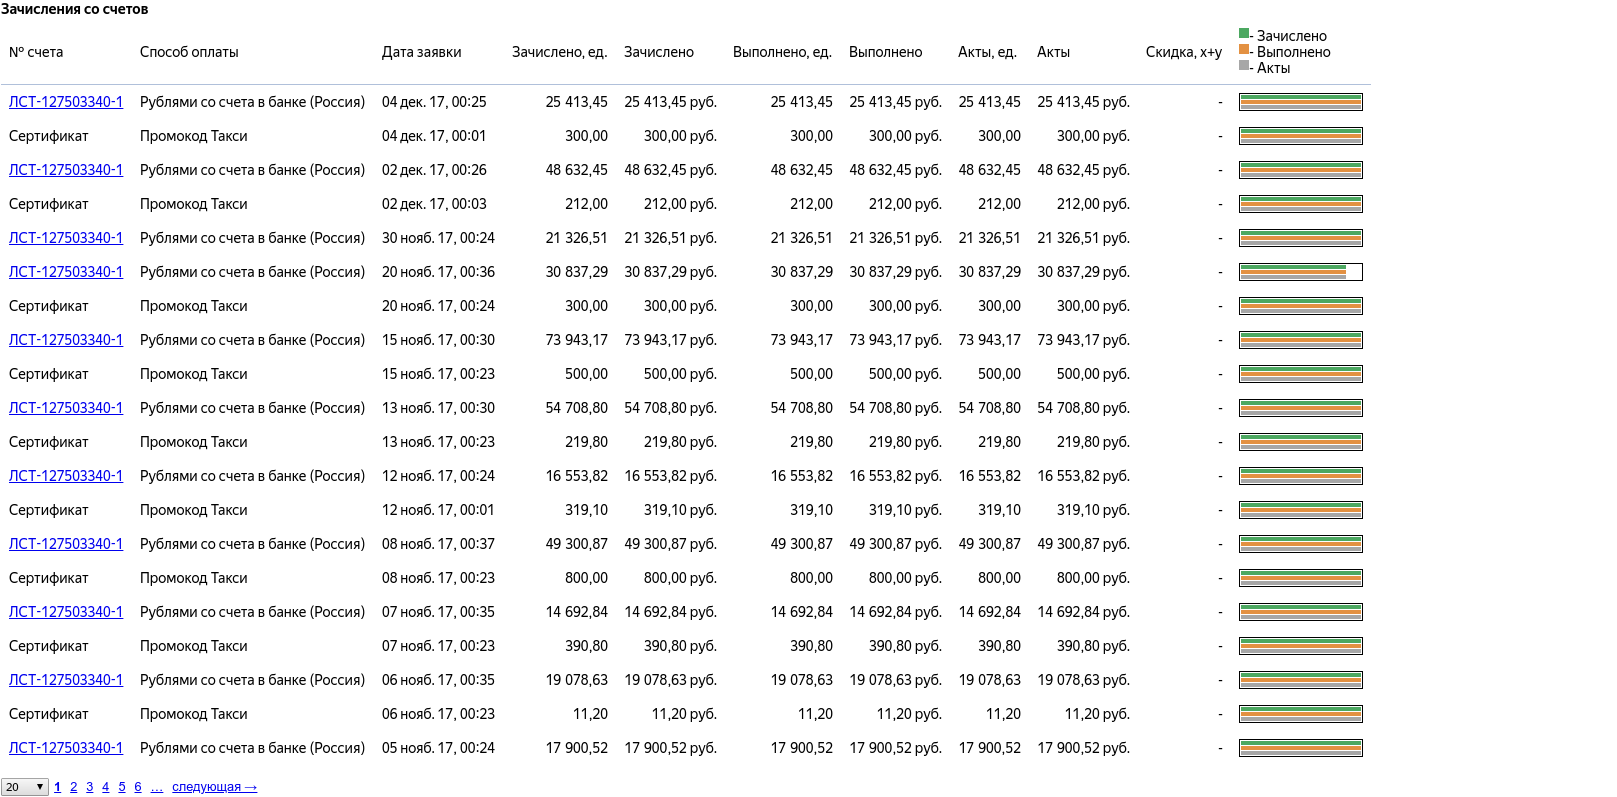 Зачисления со счетов
№ счета Способ оплаты Дата заявки Зачислено, ед. Зачислено Выполнено, ед. Выполнено Акты, ед. Акты Скидка, x+y - Зачислено
- Выполнено
- Акты
ЛСТ-127503340-1 Рублями со счета в банке (Россия) 04 дек. 17, 00:25 25 413,45 25 413,45 руб. 25 413,45 25 413,45 руб. 25 413,45 25 413,45 руб. -
Сертификат Промокод Такси 04 дек. 17, 00:01 300,00 300,00 руб. 300,00 300,00 руб. 300,00 300,00 руб. -
ЛСТ-127503340-1 Рублями со счета в банке (Россия) 02 дек. 17, 00:26 48 632,45 48 632,45 руб. 48 632,45 48 632,45 руб. 48 632,45 48 632,45 руб. -
Сертификат Промокод Такси 02 дек. 17, 00:03 212,00 212,00 руб. 212,00 212,00 руб. 212,00 212,00 руб. -
ЛСТ-127503340-1 Рублями со счета в банке (Россия) 30 нояб. 17, 00:24 21 326,51 21 326,51 руб. 21 326,51 21 326,51 руб. 21 326,51 21 326,51 руб. -
ЛСТ-127503340-1 Рублями со счета в банке (Россия) 20 нояб. 17, 00:36 30 837,29 30 837,29 руб. 30 837,29 30 837,29 руб. 30 837,29 30 837,29 руб. -
Сертификат Промокод Такси 20 нояб. 17, 00:24 300,00 300,00 руб. 300,00 300,00 руб. 300,00 300,00 руб. -
ЛСТ-127503340-1 Рублями со счета в банке (Россия) 15 нояб. 17, 00:30 73 943,17 73 943,17 руб. 73 943,17 73 943,17 руб. 73 943,17 73 943,17 руб. -
Сертификат Промокод Такси 15 нояб. 17, 00:23 500,00 500,00 руб. 500,00 500,00 руб. 500,00 500,00 руб. -
ЛСТ-127503340-1 Рублями со счета в банке (Россия) 13 нояб. 17, 00:30 54 708,80 54 708,80 руб. 54 708,80 54 708,80 руб. 54 708,80 54 708,80 руб. -
Сертификат Промокод Такси 13 нояб. 17, 00:23 219,80 219,80 руб. 219,80 219,80 руб. 219,80 219,80 руб. -
ЛСТ-127503340-1 Рублями со счета в банке (Россия) 12 нояб. 17, 00:24 16 553,82 16 553,82 руб. 16 553,82 16 553,82 руб. 16 553,82 16 553,82 руб. -
Сертификат Промокод Такси 12 нояб. 17, 00:01 319,10 319,10 руб. 319,10 319,10 руб. 319,10 319,10 руб. -
ЛСТ-127503340-1 Рублями со счета в банке (Россия) 08 нояб. 17, 00:37 49 300,87 49 300,87 руб. 49 300,87 49 300,87 руб. 49 300,87 49 300,87 руб. -
Сертификат Промокод Такси 08 нояб. 17, 00:23 800,00 800,00 руб. 800,00 800,00 руб. 800,00 800,00 руб. -
ЛСТ-127503340-1 Рублями со счета в банке (Россия) 07 нояб. 17, 00:35 14 692,84 14 692,84 руб. 14 692,84 14 692,84 руб. 14 692,84 14 692,84 руб. -
Сертификат Промокод Такси 07 нояб. 17, 00:23 390,80 390,80 руб. 390,80 390,80 руб. 390,80 390,80 руб. -
ЛСТ-127503340-1 Рублями со счета в банке (Россия) 06 нояб. 17, 00:35 19 078,63 19 078,63 руб. 19 078,63 19 078,63 руб. 19 078,63 19 078,63 руб. -
Сертификат Промокод Такси 06 нояб. 17, 00:23 11,20 11,20 руб. 11,20 11,20 руб. 11,20 11,20 руб. -
ЛСТ-127503340-1 Рублями со счета в банке (Россия) 05 нояб. 17, 00:24 17 900,52 17 900,52 руб. 17 900,52 17 900,52 руб. 17 900,52 17 900,52 руб. -
20 1 2 3 4 5 6 ... следующая →